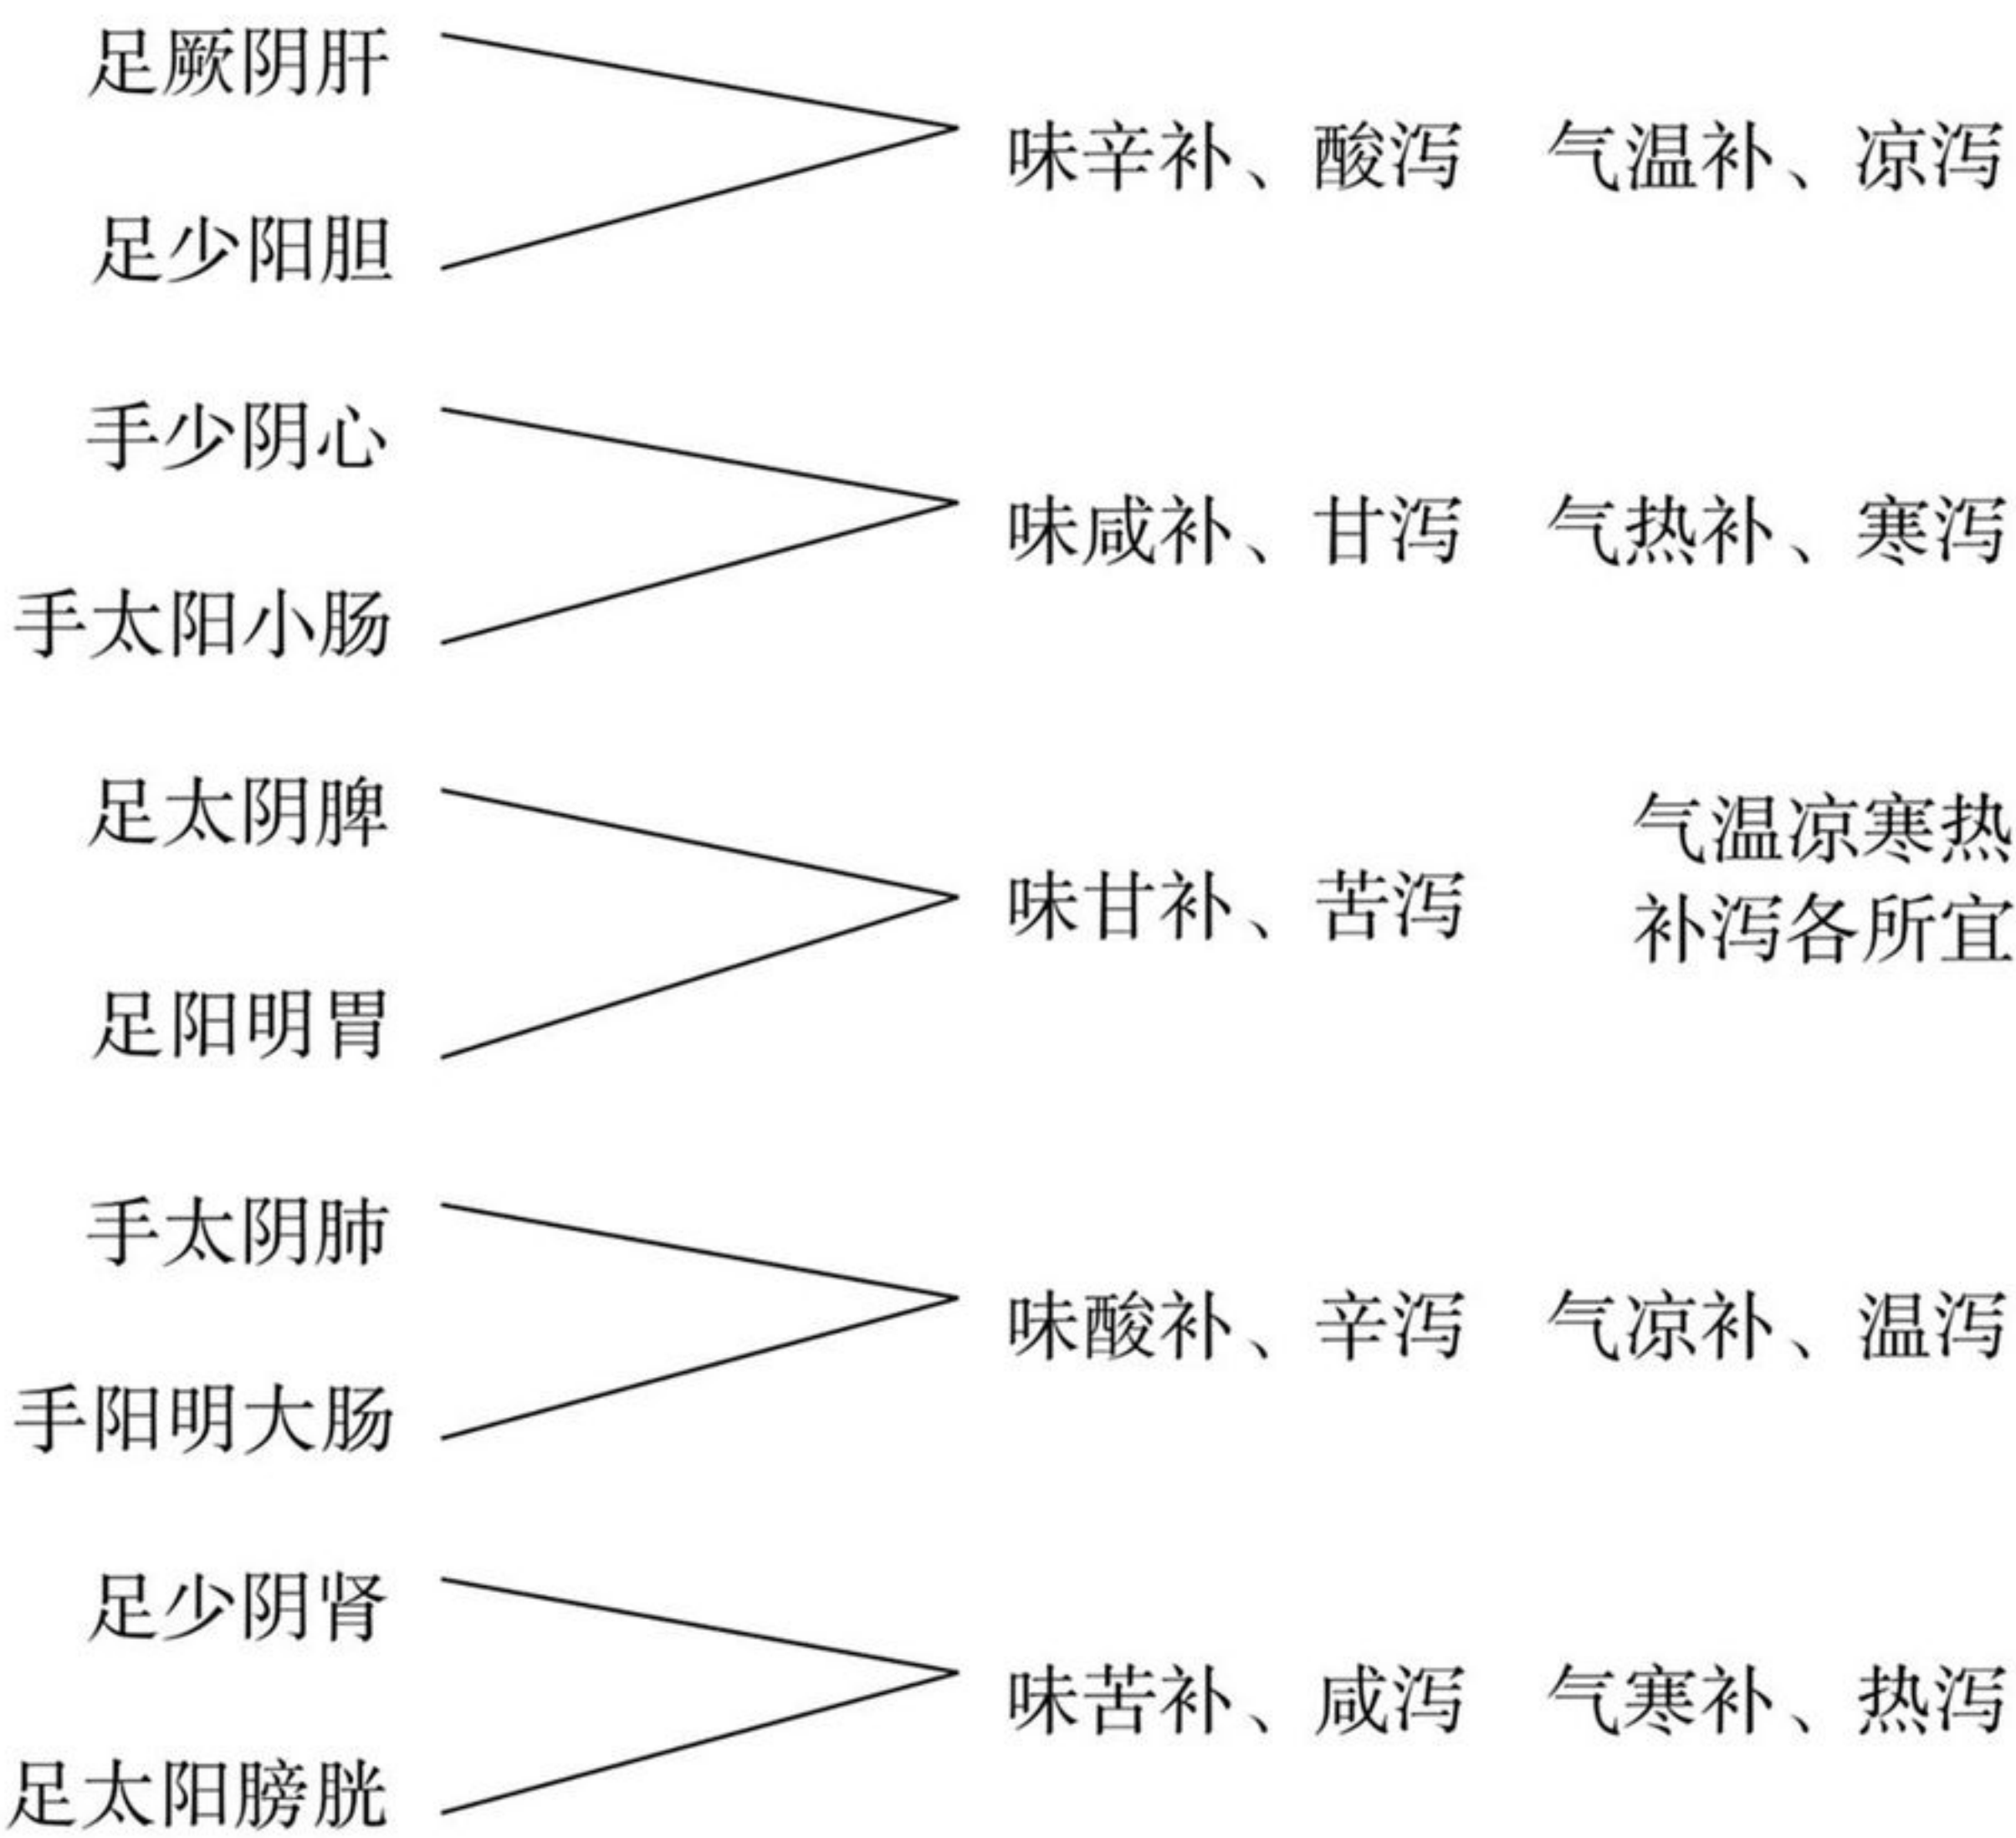 足厥阴肝
味辛补、酸泻 气温补、凉泻
足少阳胆
手少阴心
味咸补、甘泻 气热补、寒泻
手太阳小肠
足太阴脾
气温凉寒热
味甘补、苦泻
补泻各所宜
足阳明胃
手太阴肺
味酸补、辛泻 气凉补、温泻
手阳明大肠
足少阴肾
味苦补、咸泻 气寒补、热泻
足太阳膀胱